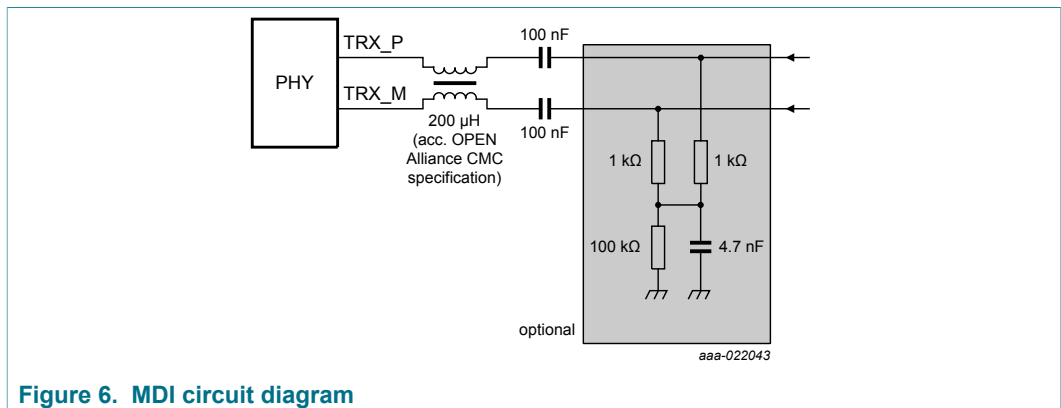 100 nF
TRX_P
PHY
TRX_M
200 µH
(acc. OPEN
Alliance CMC
specification)
100 nF
1 kΩ
1 kΩ
100 kΩ
4.7 nF
optional
aaa-022043
Figure 6. MDI circuit diagram